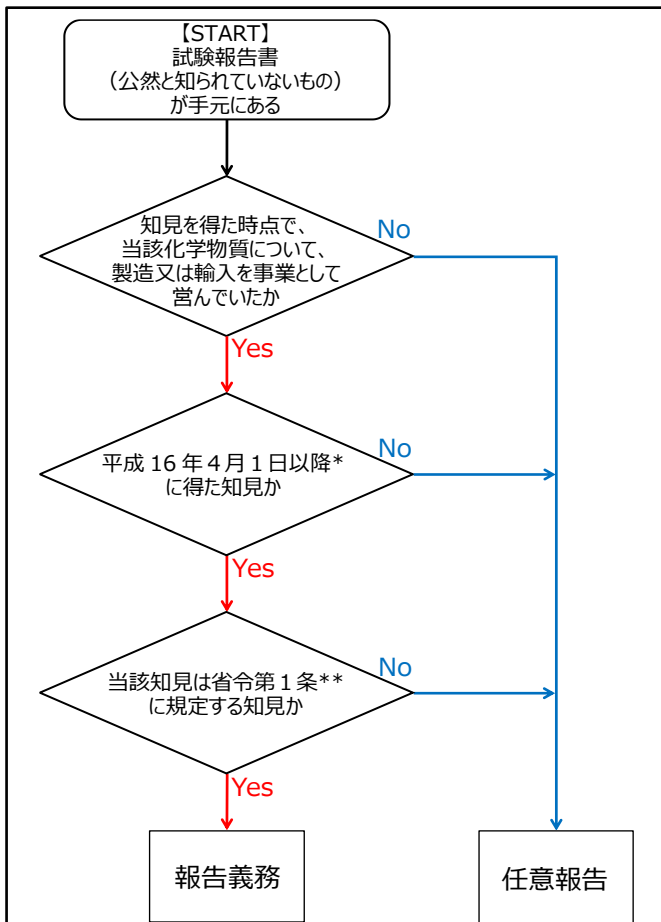 【START】
試験報告書
（公然と知られていないもの）
が手元にある
知見を得た時点で、
当該化学物質について、
製造又は輸入を事業として
営んでいたか
No
Yes
平成 16 年４月１日以降*
に得た知見か
No
Yes
当該知見は省令第１条**
に規定する知見か
No
Yes
報告義務
任意報告